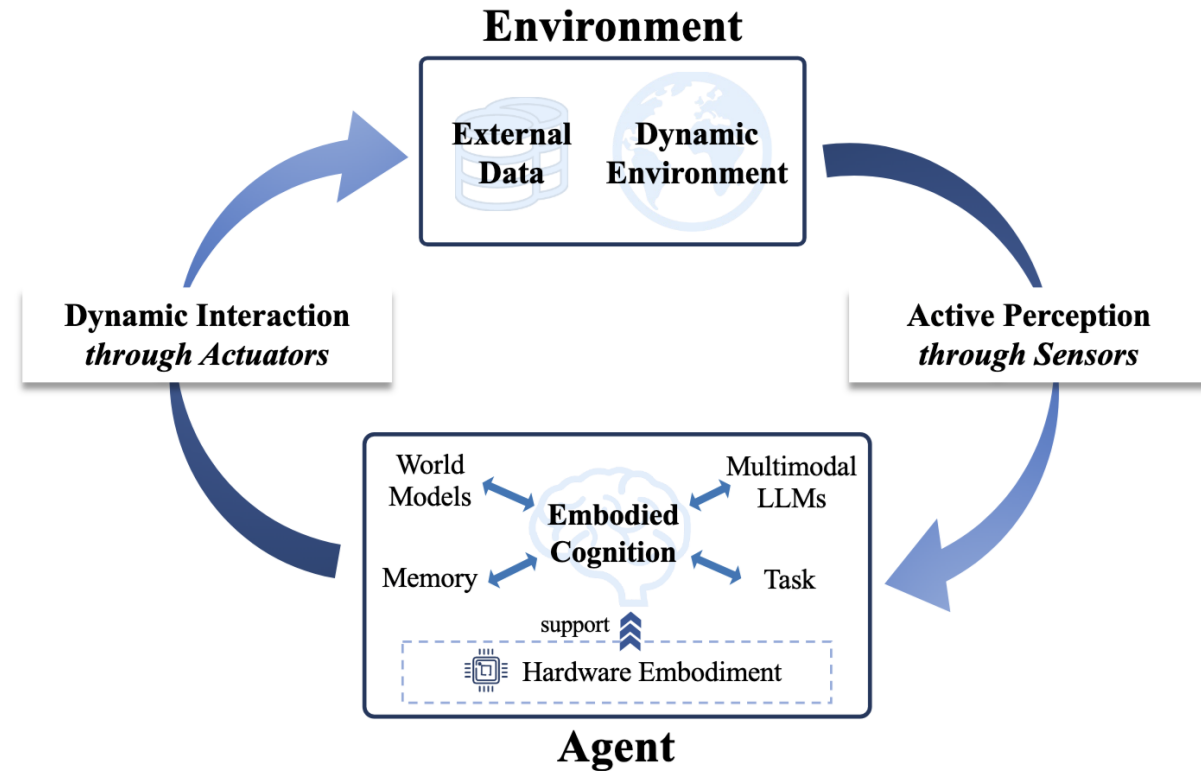 Environment
External
Data
Dynamic
Environment
Dynamic Interaction
through Actuators
Active Perception
through Sensors
World
Models
Multimodal
LLMs
Embodied
Cognition
Memory
Task
support
Hardware Embodiment
Agent